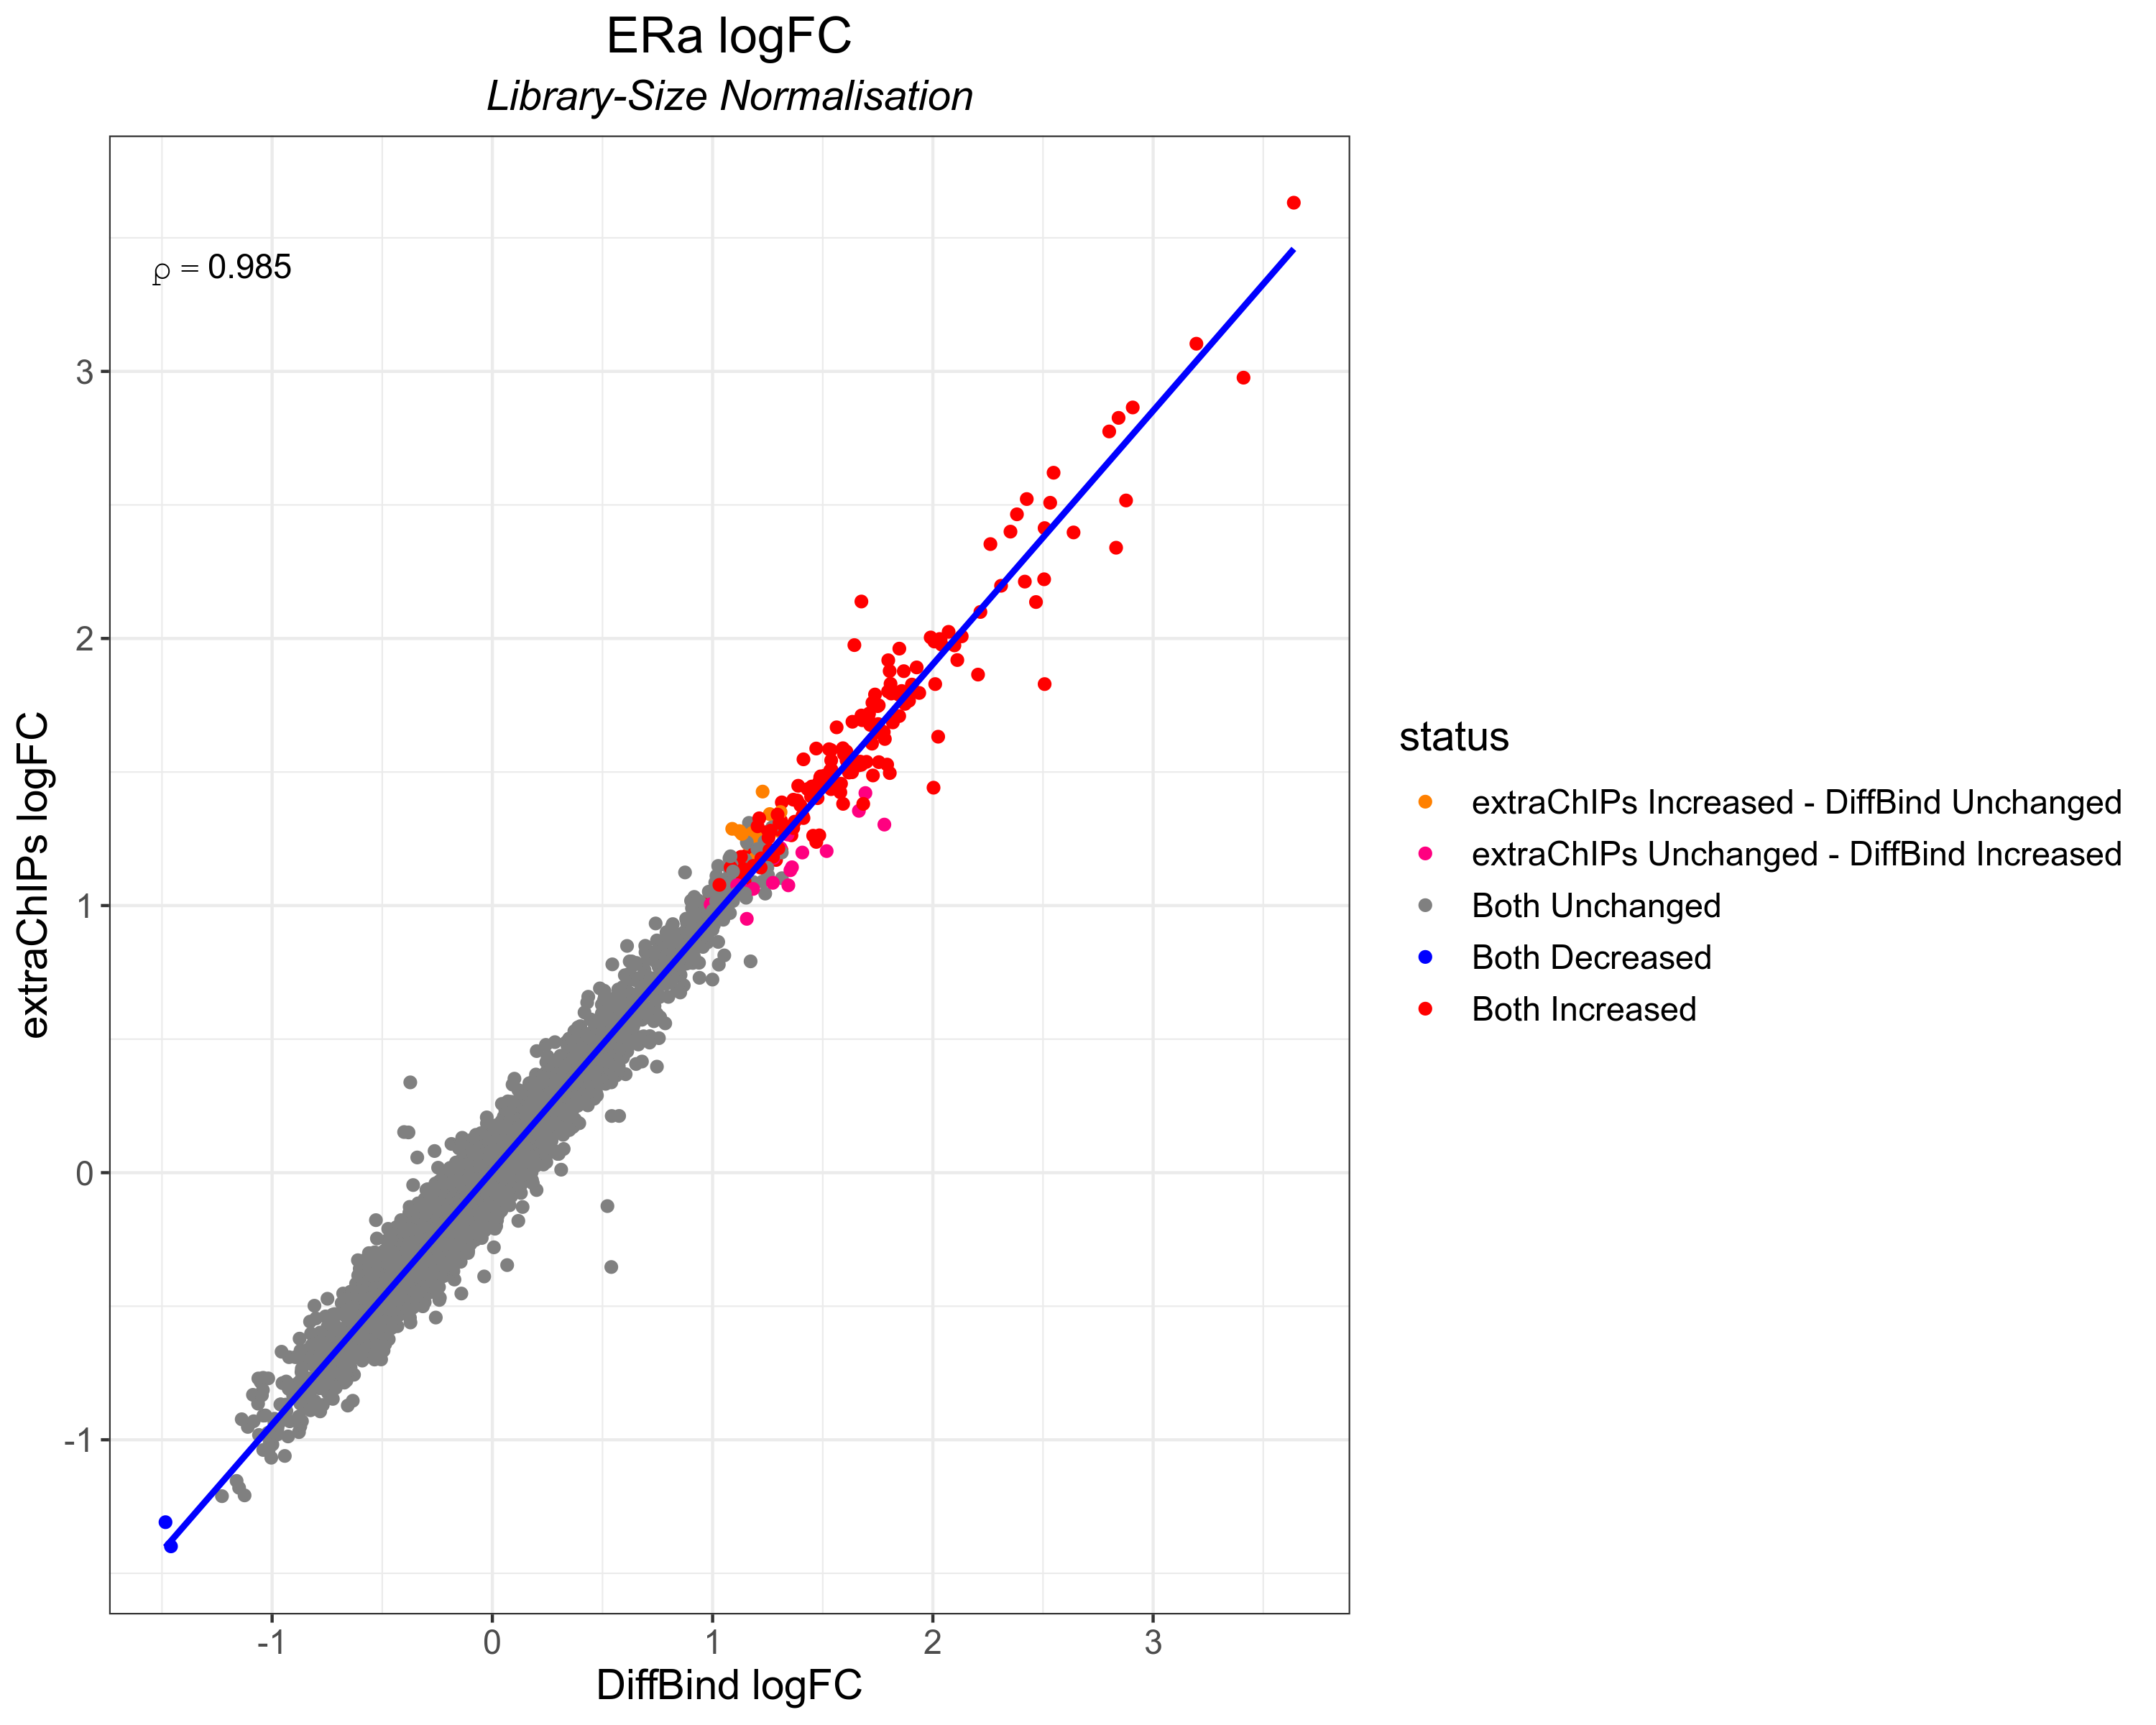 ERa logFC
Library-Size Normalisation
ρ = 0.985
3
2
1
0
-1
-1 0 1 2 3
extraChIPs logFC
DiffBind logFC
status
extraChIPs Increased - DiffBind Unchanged
extraChIPs Unchanged - DiffBind Increased
Both Unchanged
Both Decreased
Both Increased